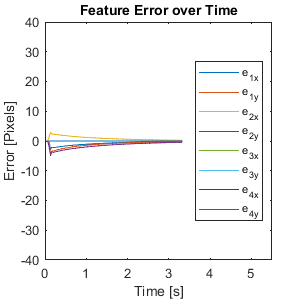 Feature Error over Time
Error [Pixels]
40
30
20
10
0
-10
-20
-30
-40
0 1 2 3 4 5
Time [s]
e1x
e1y
e2x
e2y
e3x
e3y
e4x
e4y